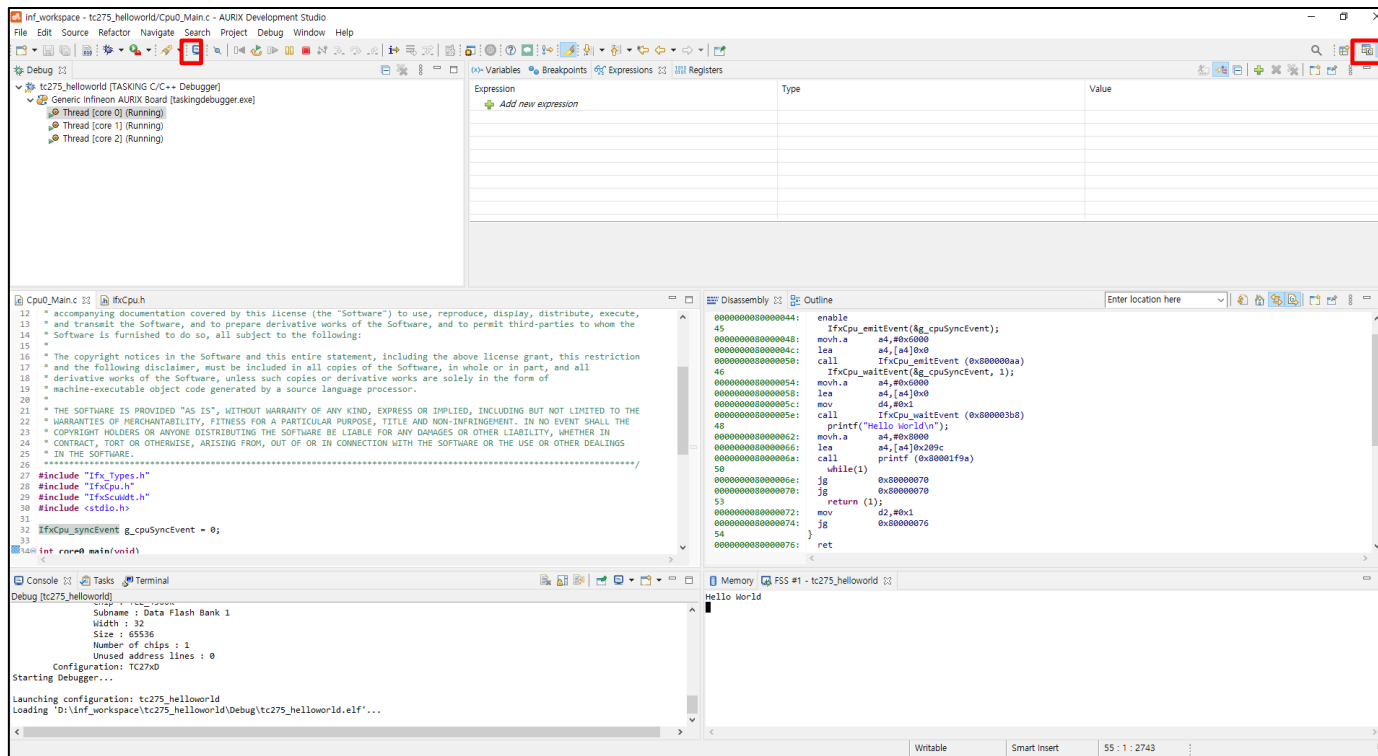 inf_workspace - tc275_helloworld/Cpu0_Main.c - AURIX Development Studio
File Edit Source Refactor Navigate Search Project Debug Window Help
Debug
tc275_helloworld [TASKING C/C++ Debugger]
Generic Infineon AURIX Board [taskingdebugger.exe]
Thread [core 0] (Running)
Thread [core 1] (Running)
Thread [core 2] (Running)
(x)= Variables Breakpoints Expressions Registers
Expression Type Value
Add new expression
Cpu0_Main.c IfxCpu.h
12 * accompanying documentation covered by this license (the "Software") to use, reproduce, display, distribute, execute,
13 * and transmit the Software, and to prepare derivative works of the Software, and to permit third-parties to whom the
14 * Software is furnished to do so, all subject to the following:
15 *
16 * The copyright notices in the Software and this entire statement, including the above license grant, this restriction
17 * and the following disclaimer, must be included in all copies of the Software, in whole or in part, and all
18 * derivative works of the Software, unless such copies or derivative works are solely in the form of
19 * machine-executable object code generated by a source language processor.
20 *
21 * THE SOFTWARE IS PROVIDED "AS IS", WITHOUT WARRANTY OF ANY KIND, EXPRESS OR IMPLIED, INCLUDING BUT NOT LIMITED TO THE
22 * WARRANTIES OF MERCHANTABILITY, FITNESS FOR A PARTICULAR PURPOSE, TITLE AND NON-INFRINGEMENT. IN NO EVENT SHALL THE
23 * COPYRIGHT HOLDERS OR ANYONE DISTRIBUTING THE SOFTWARE BE LIABLE FOR ANY DAMAGES OR OTHER LIABILITY, WHETHER IN
24 * CONTRACT, TORT OR OTHERWISE, ARISING FROM, OUT OF OR IN CONNECTION WITH THE SOFTWARE OR THE USE OR OTHER DEALINGS
25 * IN THE SOFTWARE.
26 *********************************************************************************************************************/
27 #include "Ifx_Types.h"
28 #include "IfxCpu.h"
29 #include "IfxScuWdt.h"
30 #include <stdio.h>
31
32 IfxCpu_syncEvent g_cpuSyncEvent = 0;
33
34 int core0_main(void)
Disassembly Outline
Enter location here
0000000080000044: enable
45 IfxCpu_emitEvent(&g_cpuSyncEvent);
0000000080000048: movh.a a4,#0x6000
000000008000004c: lea a4,[a4]0x0
0000000080000050: call IfxCpu_emitEvent (0x800000aa)
46 IfxCpu_waitEvent(&g_cpuSyncEvent, 1);
0000000080000054: movh.a a4,#0x6000
0000000080000058: lea a4,[a4]0x0
000000008000005c: mov d4,#0x1
000000008000005e: call IfxCpu_waitEvent (0x800003b8)
48 printf("Hello World\n");
0000000080000062: movh.a a4,#0x8000
0000000080000066: lea a4,[a4]0x209c
000000008000006a: call printf (0x80001f9a)
50 while(1)
000000008000006e: jg 0x80000070
0000000080000070: jg 0x80000070
53 return (1);
0000000080000072: mov d2,#0x1
0000000080000074: jg 0x80000076
54 }
0000000080000076: ret
Console Tasks Terminal
Debug [tc275_helloworld]
Subname : Data Flash Bank 1
Width : 32
Size : 65536
Number of chips : 1
Unused address lines : 0
Configuration: TC27xD
Starting Debugger...
Launching configuration: tc275_helloworld
Loading 'D:\inf_workspace\tc275_helloworld\Debug\tc275_helloworld.elf'...
Memory FSS #1 - tc275_helloworld
Hello World
Writable Smart Insert 55 : 1 : 2743